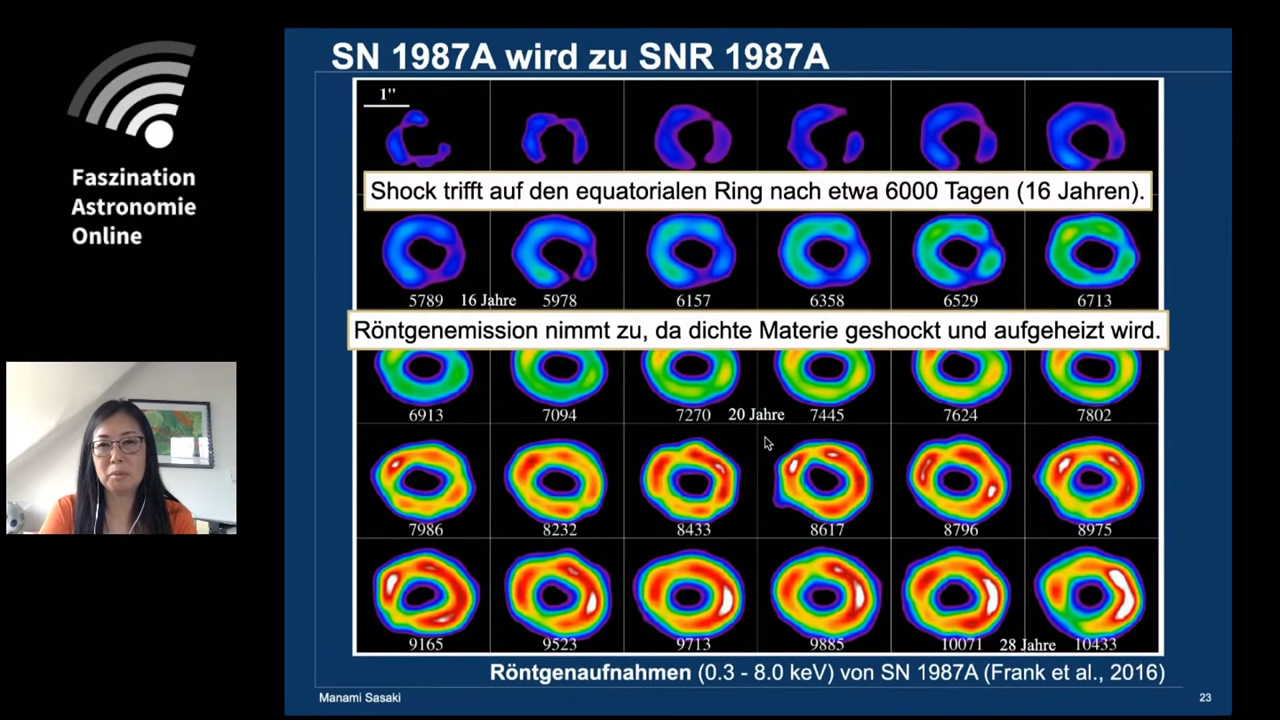 Faszination
Astronomie
Online
SN 1987A wird zu SNR 1987A
1"
Shock trifft auf den equatorialen Ring nach etwa 6000 Tagen (16 Jahren).
5789 16 Jahre 5978 6157 6358 6529 6713
Röntgenemission nimmt zu, da dichte Materie geshockt und aufgeheizt wird.
6913 7094 7270 20 Jahre 7445 7624 7802
7986 8232 8433 8617 8796 8975
9165 9523 9713 9885 10071 28 Jahre 10433
Röntgenaufnahmen (0.3 - 8.0 keV) von SN 1987A (Frank et al., 2016)
Manami Sasaki 23